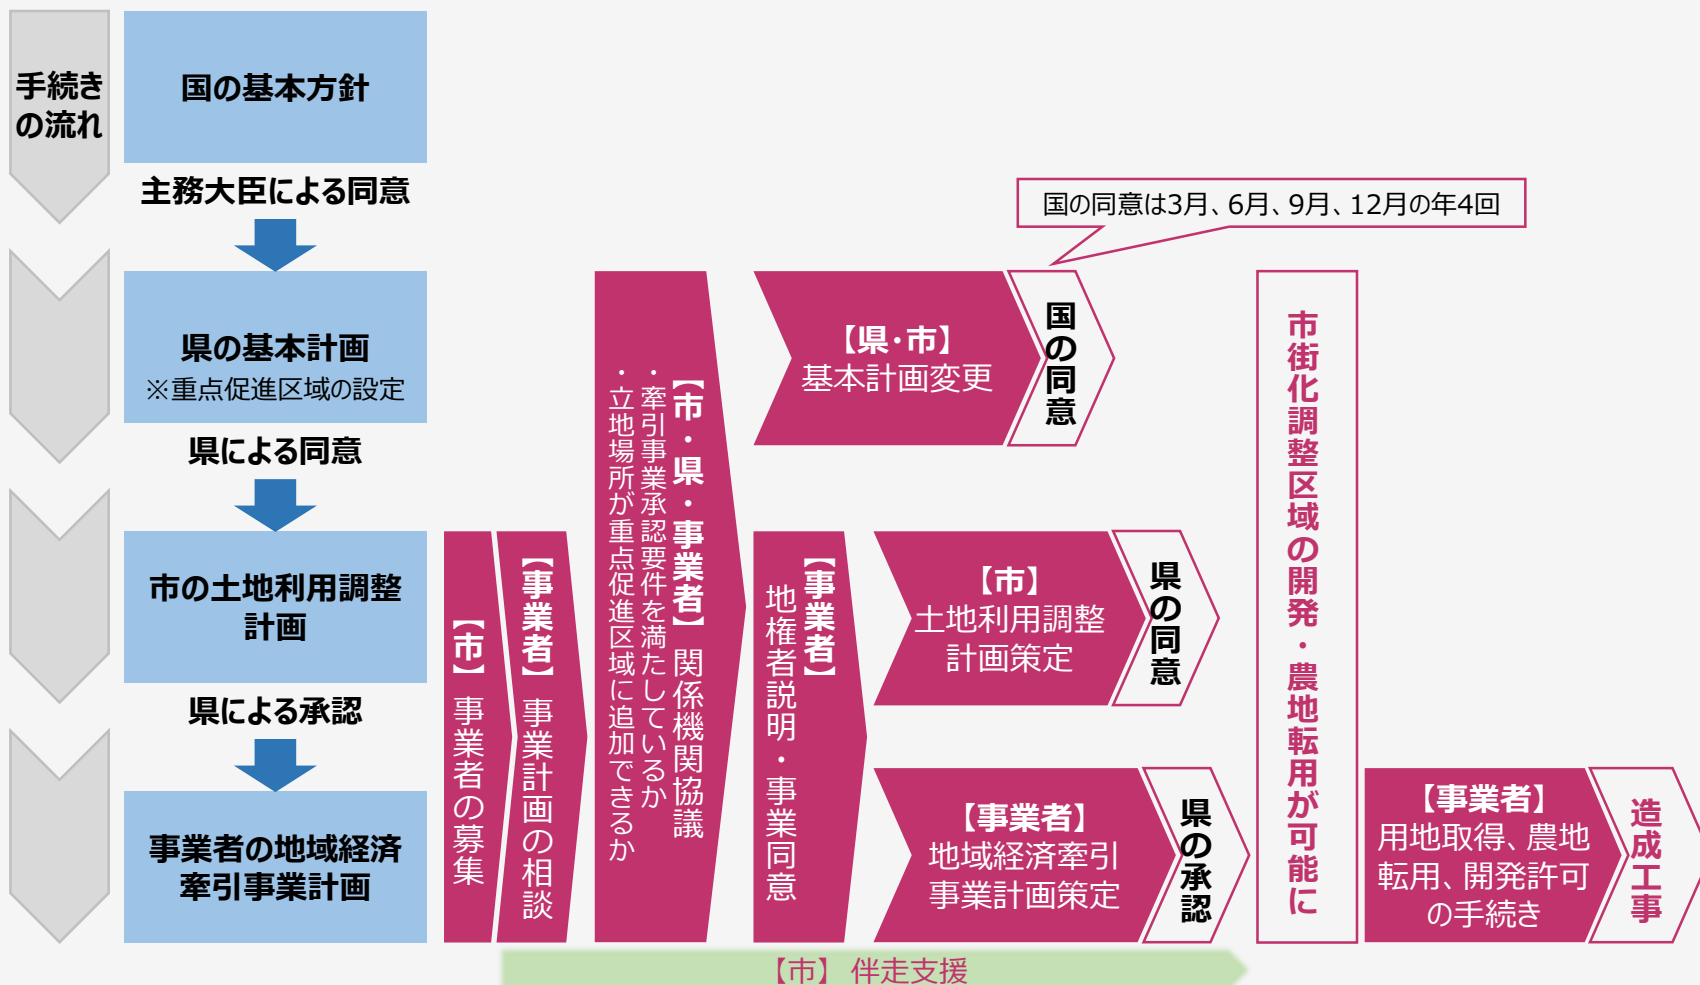 手続き
の流れ
国の基本方針
主務大臣による同意
県の基本計画
※重点促進区域の設定
県による同意
市の土地利用調整
計画
県による承認
事業者の地域経済
牽引事業計画
【市】事業者の募集
【事業者】事業計画の相談
【市・県・事業者】関係機関協議
・牽引事業承認要件を満たしているか
・立地場所が重点促進区域に追加できるか
【県・市】
基本計画変更
国の同意
国の同意は3月、6月、9月、12月の年4回
【事業者】
地権者説明・事業同意
【市】
土地利用調整
計画策定
県の同意
【事業者】
地域経済牽引
事業計画策定
県の承認
市街化調整区域の開発・農地転用が可能に
【事業者】
用地取得、農地
転用、開発許可
の手続き
造成工事
【市】 伴走支援